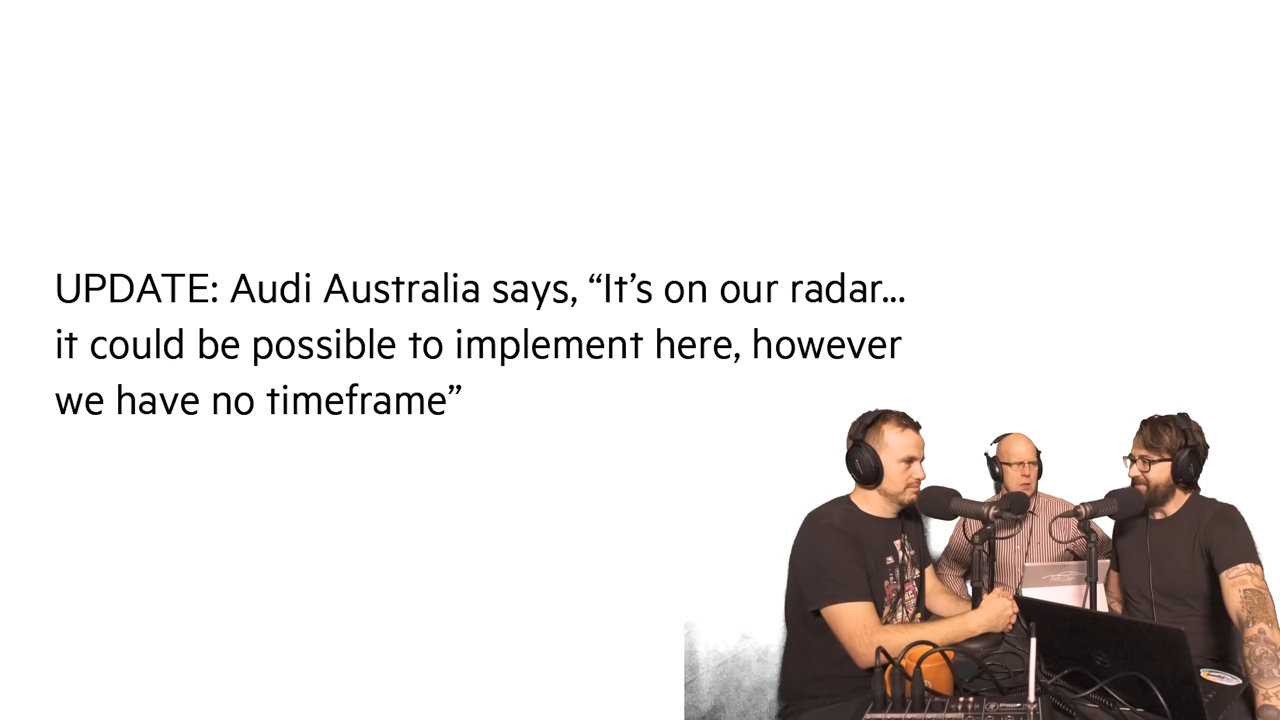 UPDATE: Audi Australia says, “It’s on our radar...
it could be possible to implement here, however
we have no timeframe”